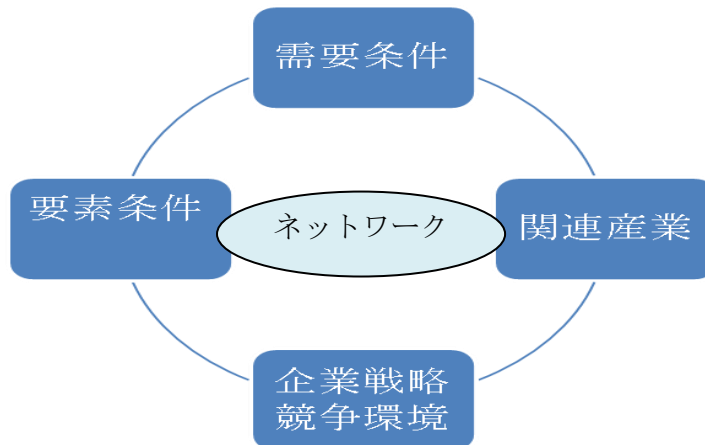 需要条件
要素条件
ネットワーク
関連産業
企業戦略
競争環境